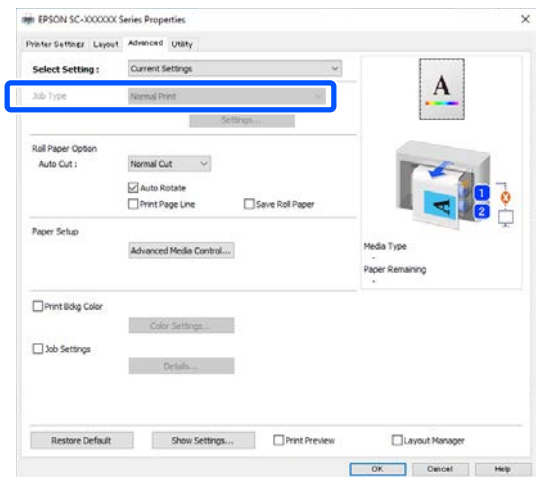 EPSON SC-XXXXXX Series Properties
Printer Settings Layout Advanced Utility
Select Setting : Current Settings
Job Type Normal Print
Settings...
Roll Paper Option
Auto Cut : Normal Cut
Auto Rotate
Print Page Line Save Roll Paper
Paper Setup
Advanced Media Control...
A
A
1
2
Media Type
-
Paper Remaining
-
Print Bdkg Color
Color Settings...
Job Settings
Details...
Restore Default Show Settings... Print Preview Layout Manager
OK Cancel Help